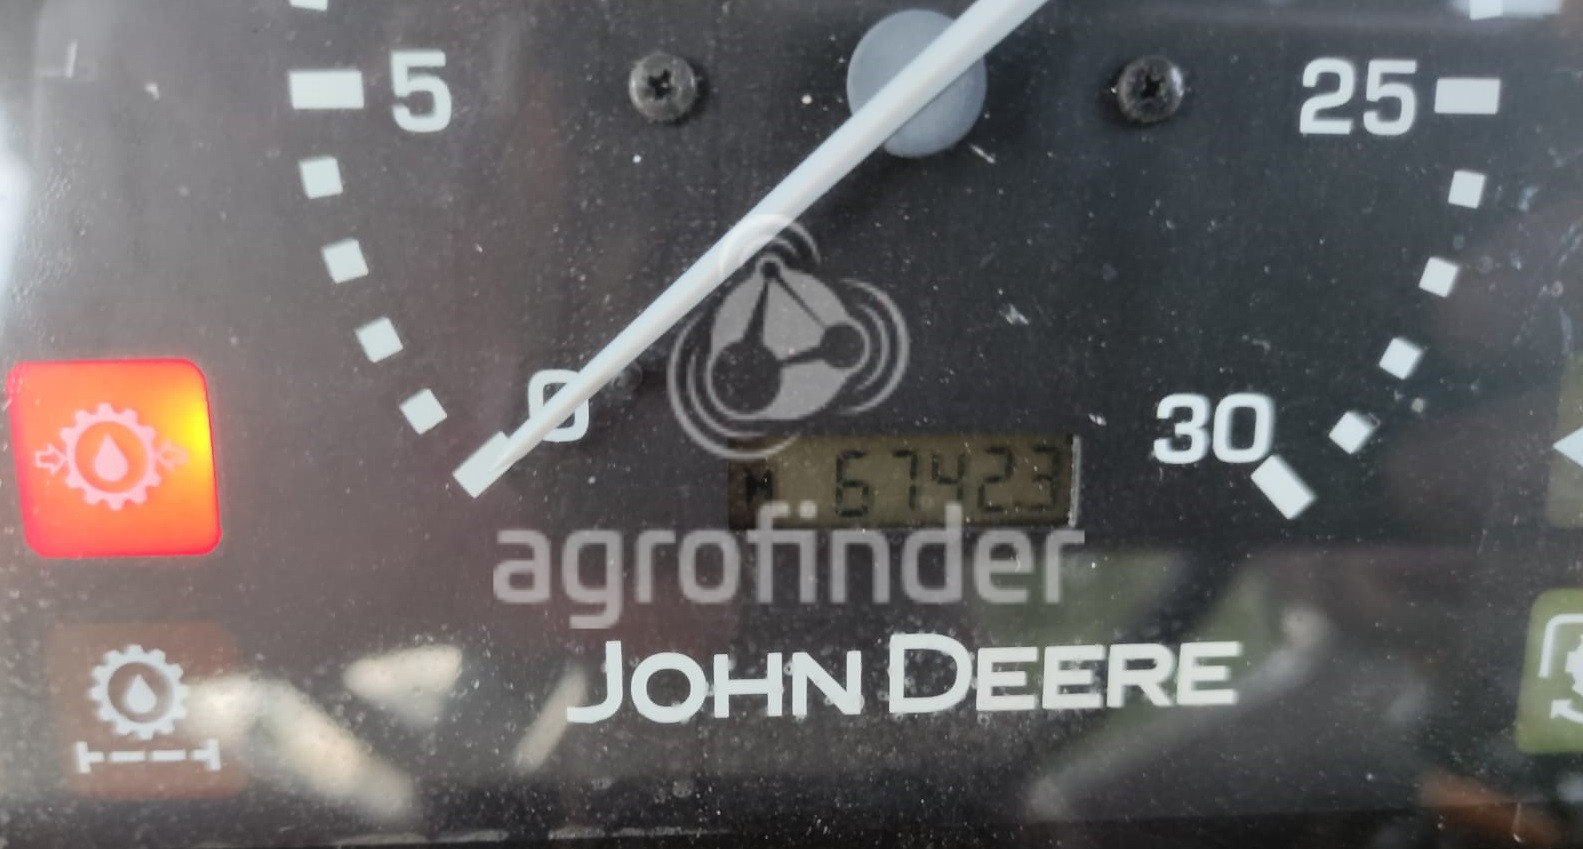 5
25
0
30
H 67423
agrofinder
JOHN DEERE